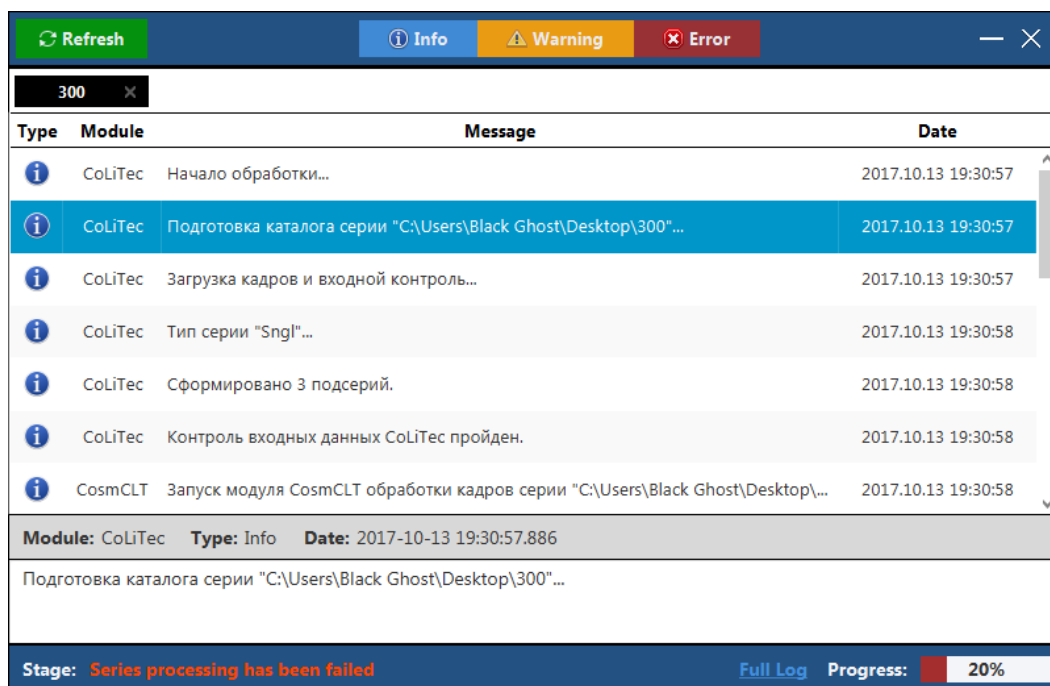 Refresh Info Warning Error
300
Type Module Message Date
CoLiTec Начало обработки... 2017.10.13 19:30:57
CoLiTec Подготовка каталога серии "C:\Users\Black Ghost\Desktop\300"... 2017.10.13 19:30:57
CoLiTec Загрузка кадров и входной контроль... 2017.10.13 19:30:57
CoLiTec Тип серии "Sngl"... 2017.10.13 19:30:58
CoLiTec Сформировано 3 подсерий. 2017.10.13 19:30:58
CoLiTec Контроль входных данных CoLiTec пройден. 2017.10.13 19:30:58
CosmCLT Запуск модуля CosmCLT обработки кадров серии "C:\Users\Black Ghost\Desktop\... 2017.10.13 19:30:58
Module: CoLiTec Type: Info Date: 2017-10-13 19:30:57.886
Подготовка каталога серии "C:\Users\Black Ghost\Desktop\300"...
Stage: Series processing has been failed Full Log Progress: 20%